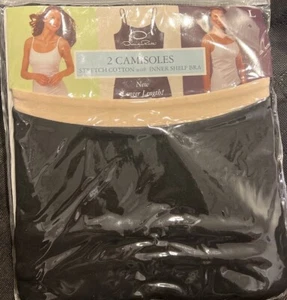 L
2 CAMISOLES
STRETCH COTTON with INNER SHELF BRA
New
Longer Length!